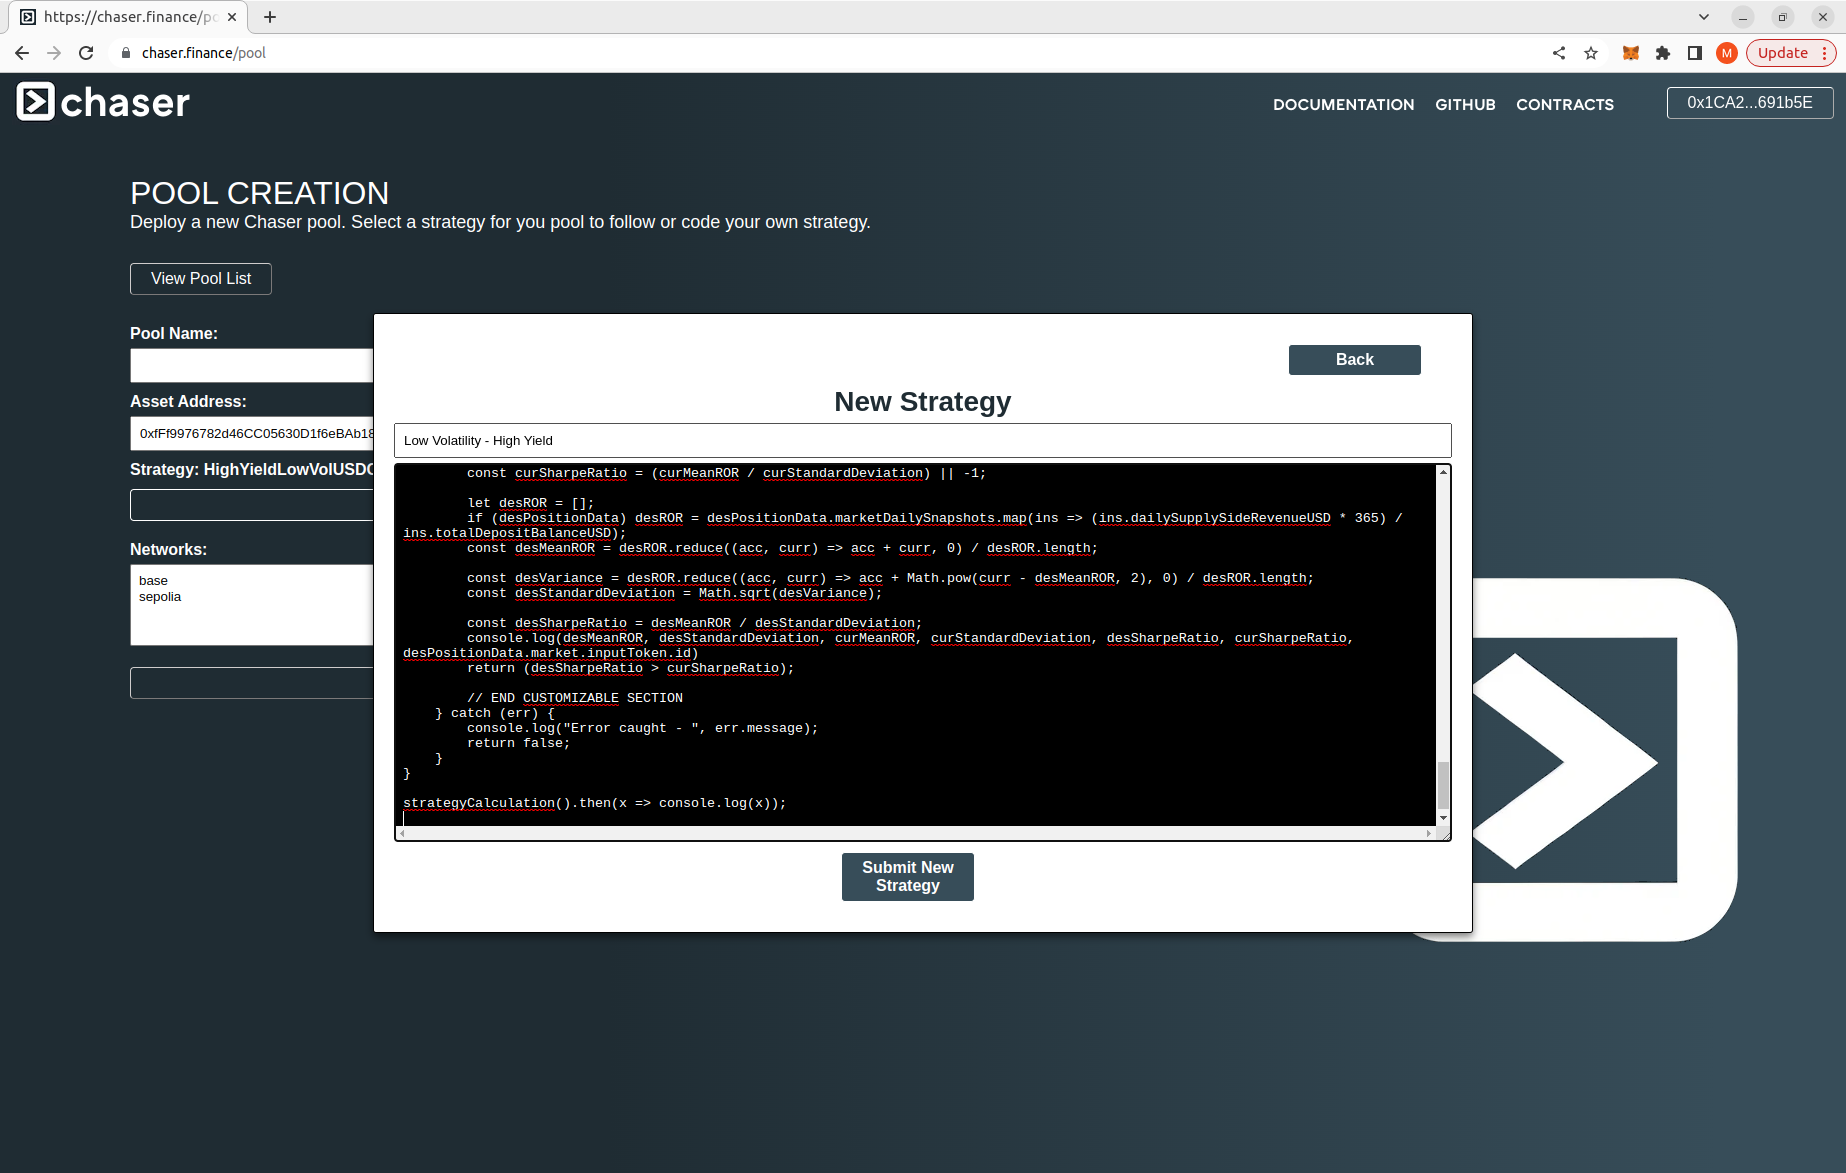 https://chaser.finance/po
chaser.finance/pool
M
Update
chaser
DOCUMENTATION
GITHUB
CONTRACTS
0x1CA2...691b5E
POOL CREATION
Deploy a new Chaser pool. Select a strategy for you pool to follow or code your own strategy.
View Pool List
Pool Name:
Asset Address:
0xfFf9976782d46CC05630D1f6eBAb18
Strategy: HighYieldLowVolUSDC
Networks:
base
sepolia
Back
New Strategy
Low Volatility - High Yield
const curSharpeRatio = (curMeanROR / curStandardDeviation) || -1;
let desROR = [];
if (desPositionData) desROR = desPositionData.marketDailySnapshots.map(ins => (ins.dailySupplySideRevenueUSD * 365) /
ins.totalDepositBalanceUSD);
const desMeanROR = desROR.reduce((acc, curr) => acc + curr, 0) / desROR.length;
const desVariance = desROR.reduce((acc, curr) => acc + Math.pow(curr - desMeanROR, 2), 0) / desROR.length;
const desStandardDeviation = Math.sqrt(desVariance);
const desSharpeRatio = desMeanROR / desStandardDeviation;
console.log(desMeanROR, desStandardDeviation, curMeanROR, curStandardDeviation, desSharpeRatio, curSharpeRatio,
desPositionData.market.inputToken.id)
return (desSharpeRatio > curSharpeRatio);
// END CUSTOMIZABLE SECTION
} catch (err) {
console.log("Error caught - ", err.message);
return false;
}
}
strategyCalculation().then(x => console.log(x));
Submit New
Strategy